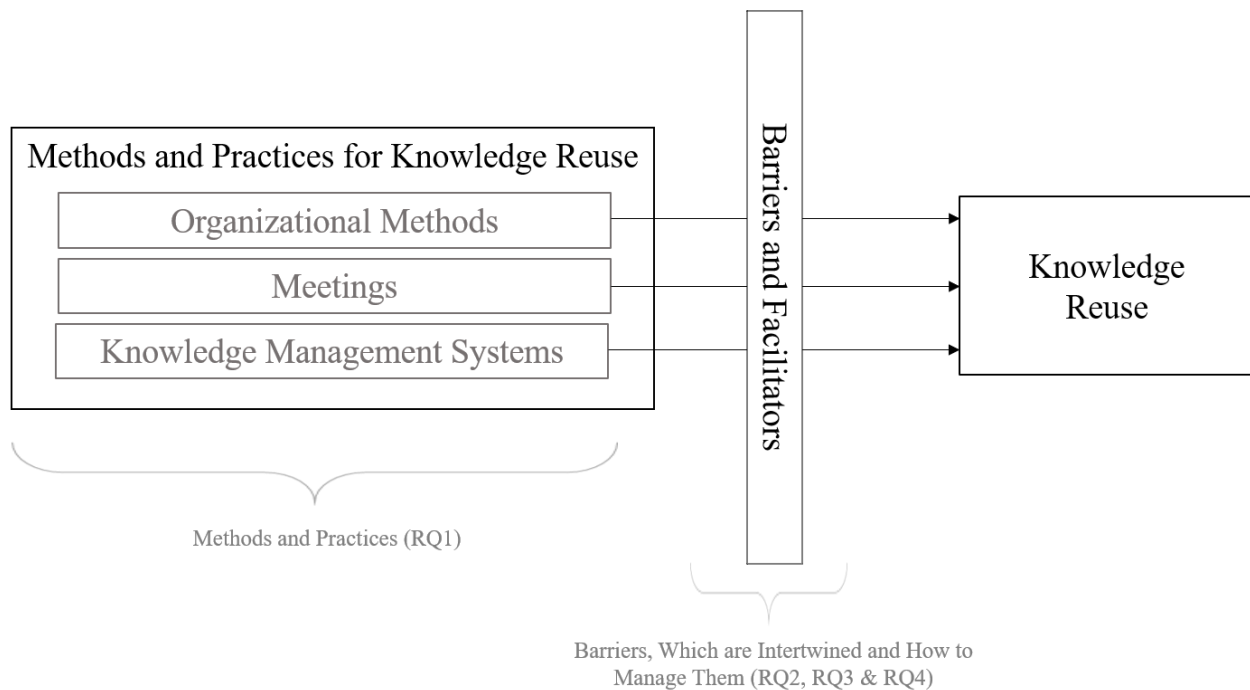 Methods and Practices for Knowledge Reuse
Organizational Methods
Meetings
Knowledge Management Systems
Barriers and Facilitators
Knowledge
Reuse
Methods and Practices (RQ1)
Barriers, Which are Intertwined and How to
Manage Them (RQ2, RQ3 & RQ4)